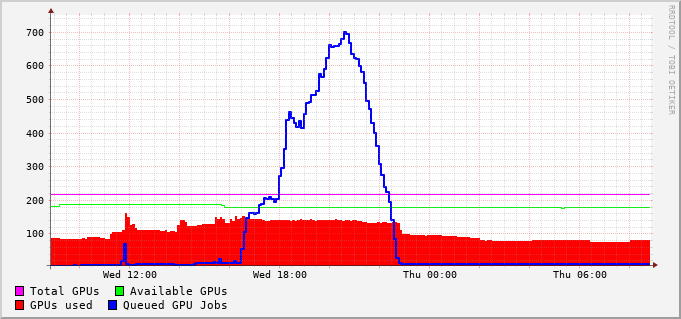 700
600
500
400
300
200
100
Wed 12:00 Wed 18:00 Thu 00:00 Thu 06:00
Total GPUs Available GPUs
GPUs used Queued GPU Jobs
RRDTOOL / TOBI OETIKER